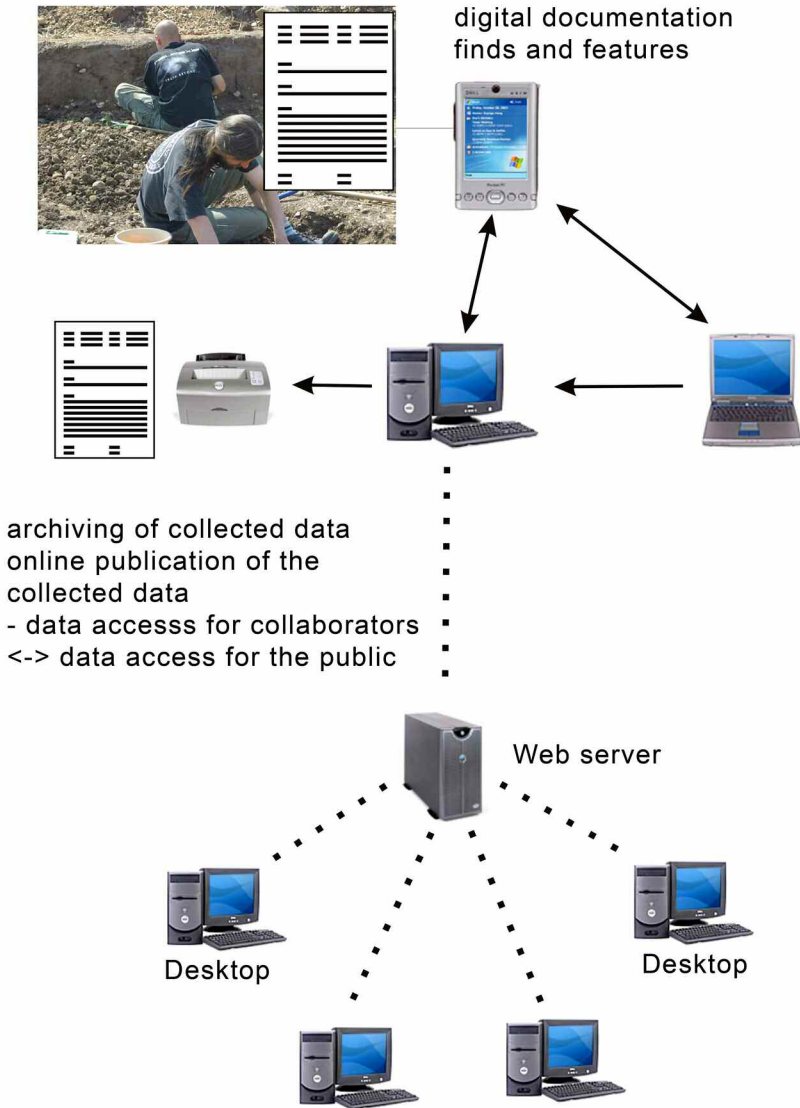 digital documentation
finds and features
DELL
archiving of collected data
online publication of the
collected data
- data accesss for collaborators
<-> data access for the public
Web server
Desktop
Desktop